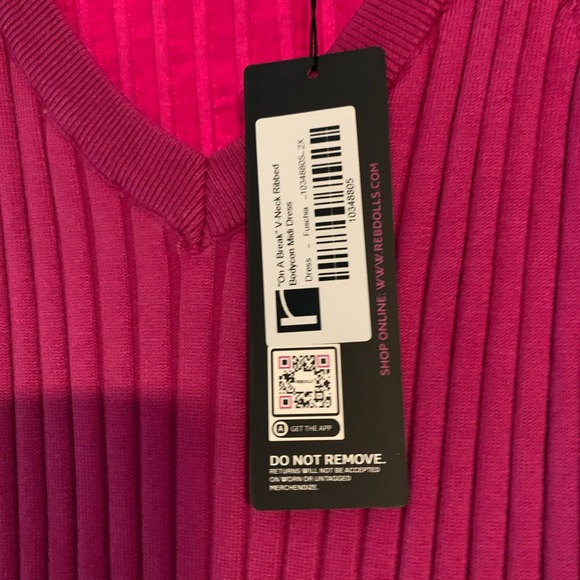 "On A Break" V Neck Ribbed
Bodycon Midi Dress
Dress - Fuschia -10348805- 2X
10348805
SHOP ONLINE: WWW.REBDOLLS.COM
GET THE APP
DO NOT REMOVE.
RETURNS WILL NOT BE ACCEPTED
ON WORN OR UNTAGGED
MERCHENDIZE.